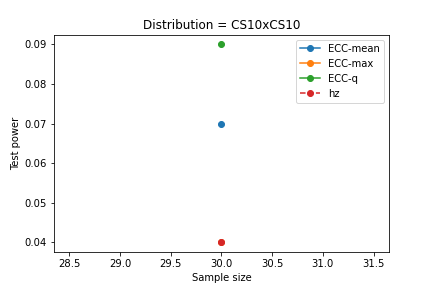 Distribution = CS10xCS10
0.09
0.08
0.07
0.06
0.05
0.04
Test power
ECC-mean
ECC-max
ECC-q
hz
28.5 29.0 29.5 30.0 30.5 31.0 31.5
Sample size